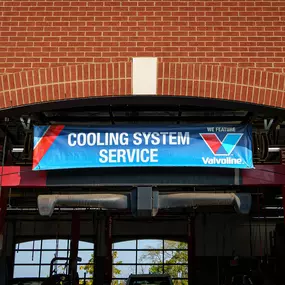 WE FEATURE
COOLING SYSTEM
SERVICE
Valvoline